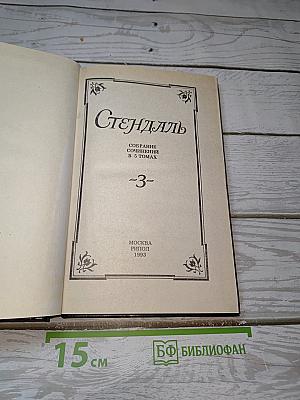 СТЕНДАЛЬ
СОБРАНИЕ
СОЧИНЕНИЙ
В 5 ТОМАХ
-3-
МОСКВА
РИПОЛ
1993
15 СМ
БФ БИБЛИОФАН